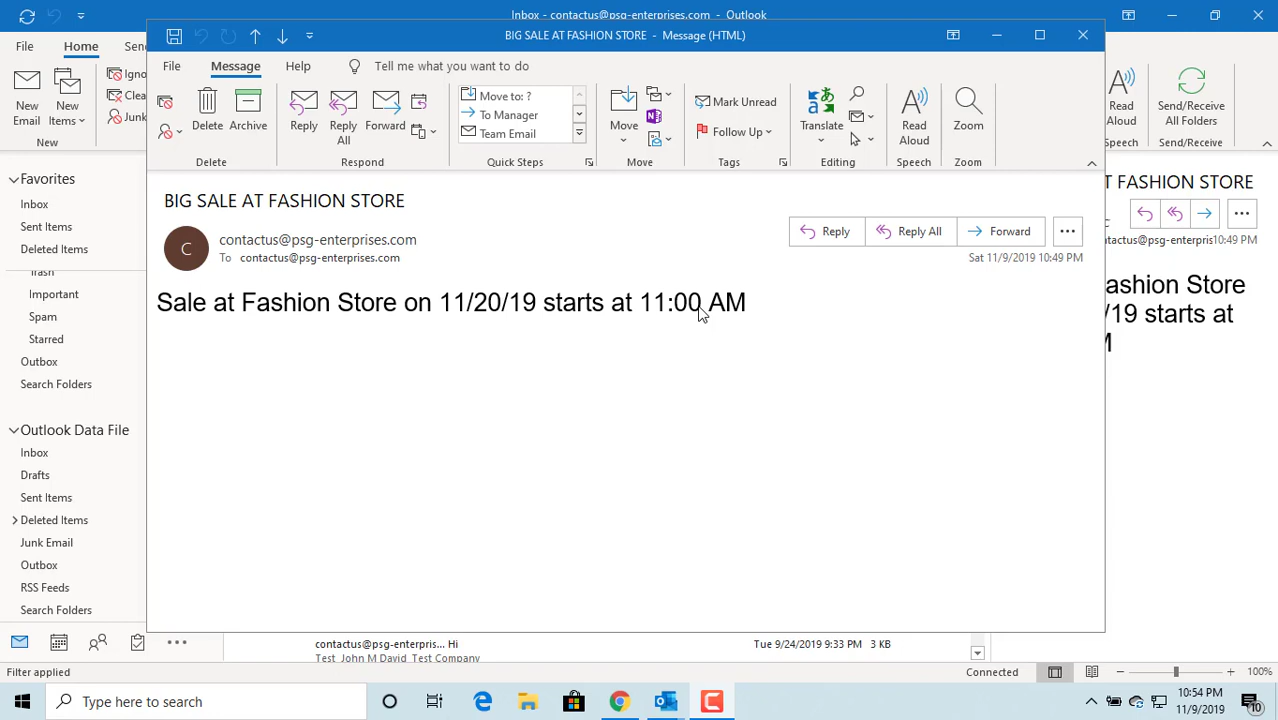 Inbox - contactus@psg-enterprises.com - Outlook
BIG SALE AT FASHION STORE - Message (HTML)
File
Home
Sen
File
Message
Help
Tell me what you want to do
New
Email
New
Items
Igno
Clea
Junk
New
Delete
Archive
Delete
Reply
Reply
All
Forward
Respond
Move to: ?
To Manager
Team Email
Quick Steps
Move
Move
Mark Unread
Follow Up
Tags
Translate
Editing
Read
Aloud
Speech
Zoom
Zoom
Read
Aloud
Speech
Send/Receive
All Folders
Send/Receive
Favorites
Inbox
Sent Items
Deleted Items
Trash
Important
Spam
Starred
Outbox
Search Folders
Outlook Data File
Inbox
Drafts
Sent Items
Deleted Items
Junk Email
Outbox
RSS Feeds
Search Folders
BIG SALE AT FASHION STORE
C
contactus@psg-enterprises.com
To contactus@psg-enterprises.com
Reply
Reply All
Forward
Sat 11/9/2019 10:49 PM
Sale at Fashion Store on 11/20/19 starts at 11:00 AM
T FASHION STORE
tactus@psg-enterpris 10:49 PM
ashion Store
/19 starts at
M
contactus@psg-enterpris... Hi
Tue 9/24/2019 9:33 PM 3 KB
Test John M David Test Company
Filter applied
Connected
100%
Type here to search
10:54 PM
11/9/2019
10